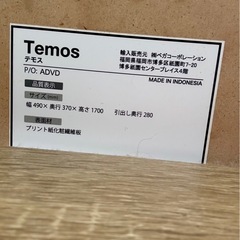 Temos
テモス
P/O: ADVD
輸入販売元 ㈱ベガコーポレーション
福岡県福岡市博多区祇園町7-20
博多祇園センタープレイス4階
MADE IN INDONESIA
品質表示
サイズ(mm)
幅 490× 奥行 370× 高さ 1700 引出し奥行 280
表面材
プリント紙化粧繊維板